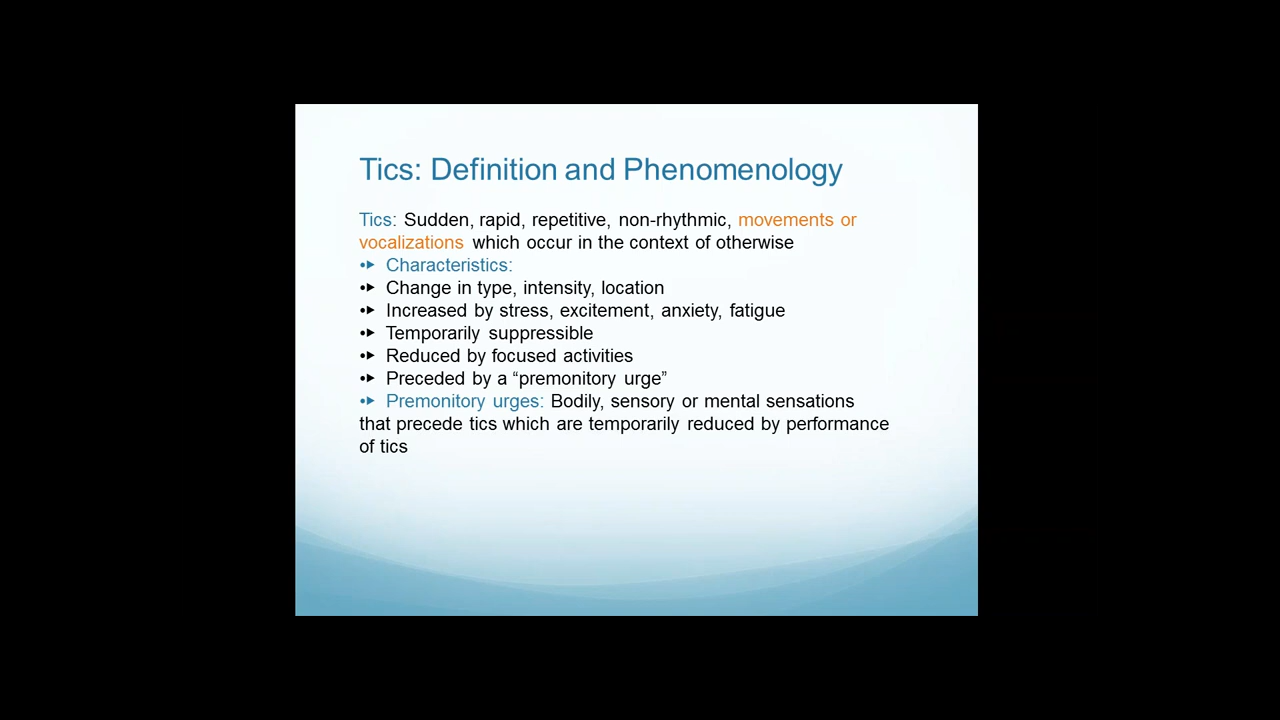 Tics: Definition and Phenomenology
Tics: Sudden, rapid, repetitive, non-rhythmic, movements or
vocalizations which occur in the context of otherwise
•▶ Characteristics:
•▶ Change in type, intensity, location
•▶ Increased by stress, excitement, anxiety, fatigue
•▶ Temporarily suppressible
•▶ Reduced by focused activities
•▶ Preceded by a “premonitory urge”
•▶ Premonitory urges: Bodily, sensory or mental sensations
that precede tics which are temporarily reduced by performance
of tics